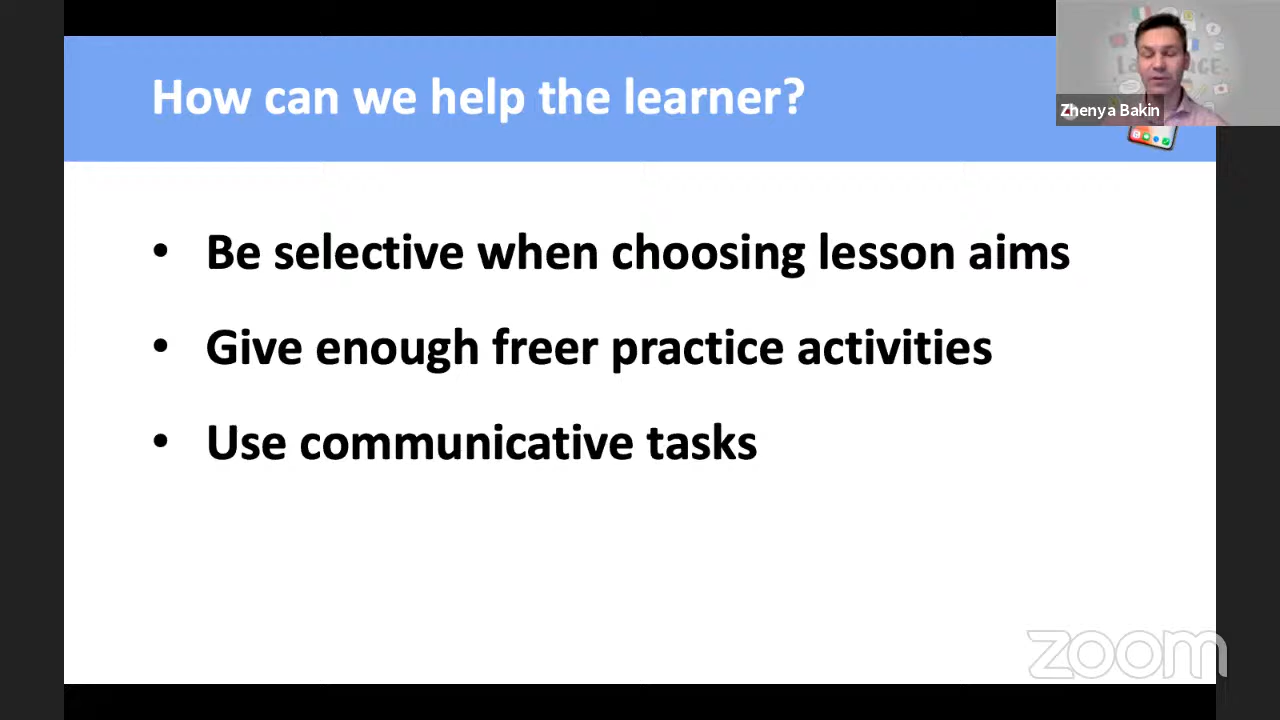 How can we help the learner?
Zhenya Bakin
• Be selective when choosing lesson aims
• Give enough freer practice activities
• Use communicative tasks
zoom